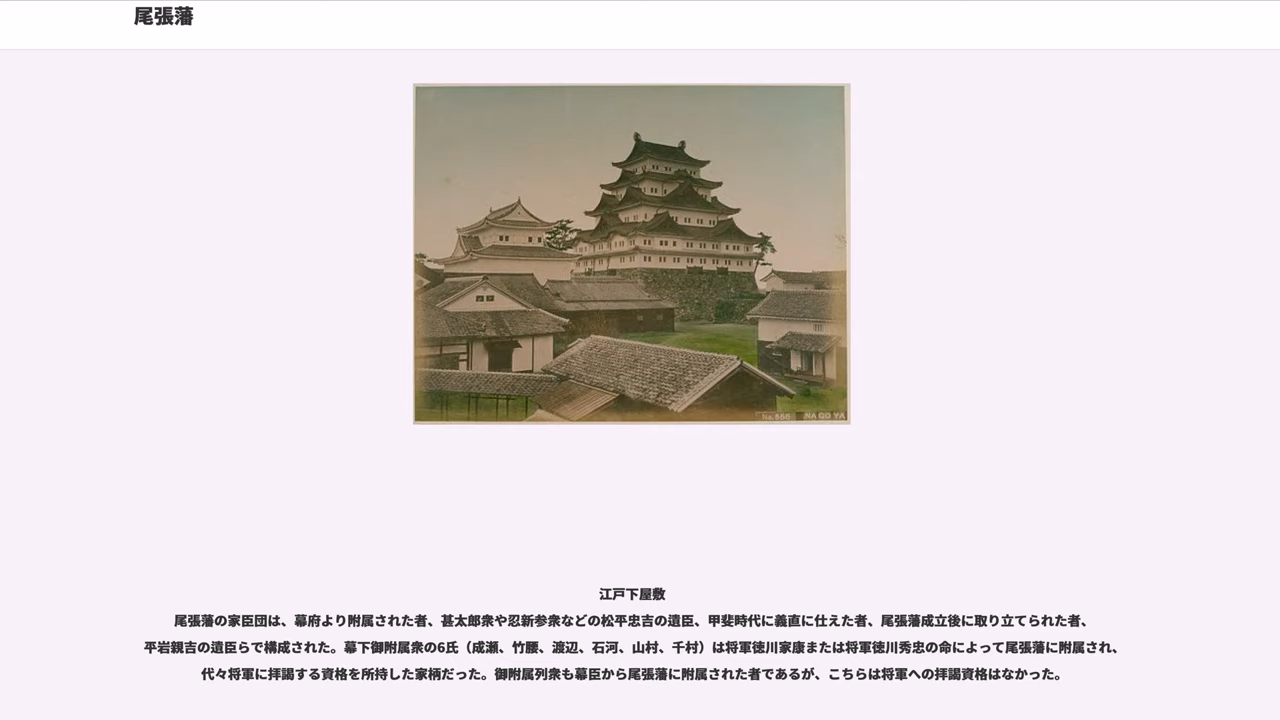 尾張藩
No. 555 NAGOYA
江戸下屋敷
尾張藩の家臣団は、幕府より附属された者、甚太郎衆や忍新参衆などの松平忠吉の遺臣、甲斐時代に義直に仕えた者、尾張藩成立後に取り立てられた者、
平岩親吉の遺臣らで構成された。幕下御附属衆の6氏（成瀬、竹腰、渡辺、石河、山村、千村）は将軍徳川家康または将軍徳川秀忠の命によって尾張藩に附属され、
代々将軍に拝謁する資格を所持した家柄だった。御附属列衆も幕臣から尾張藩に附属された者であるが、こちらは将軍への拝謁資格はなかった。